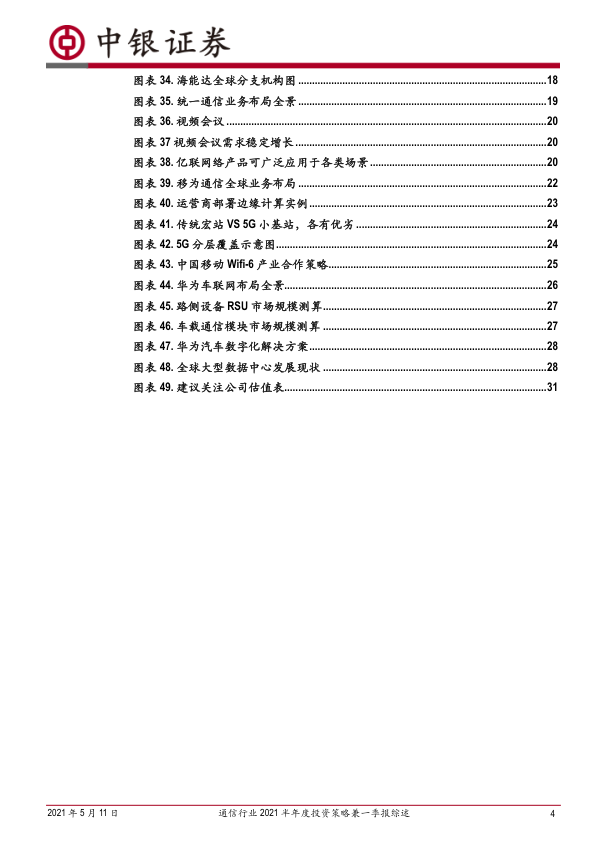 中银证券
图表 34. 海能达全球分支机构图 ........................................................................................18
图表 35. 统一通信业务布局全景 ........................................................................................19
图表 36. 视频会议 ........................................................................................20
图表 37 视频会议需求稳定增长 ........................................................................................20
图表 38. 亿联网络产品可广泛应用于各类场景 ........................................................................................20
图表 39. 移为通信全球业务布局 ........................................................................................22
图表 40. 运营商部署边缘计算实例 ........................................................................................23
图表 41. 传统宏站 VS 5G 小基站，各有优劣 ........................................................................................24
图表 42. 5G 分层覆盖示意图 ........................................................................................24
图表 43. 中国移动 Wifi-6 产业合作策略 ........................................................................................25
图表 44. 华为车联网布局全景 ........................................................................................26
图表 45. 路侧设备 RSU 市场规模测算 ........................................................................................27
图表 46. 车载通信模块市场规模测算 ........................................................................................27
图表 47. 华为汽车数字化解决方案 ........................................................................................28
图表 48. 全球大型数据中心发展现状 ........................................................................................28
图表 49. 建议关注公司估值表 ........................................................................................31
2021 年 5 月 11 日 通信行业 2021 半年度投资策略兼一季报综述 4